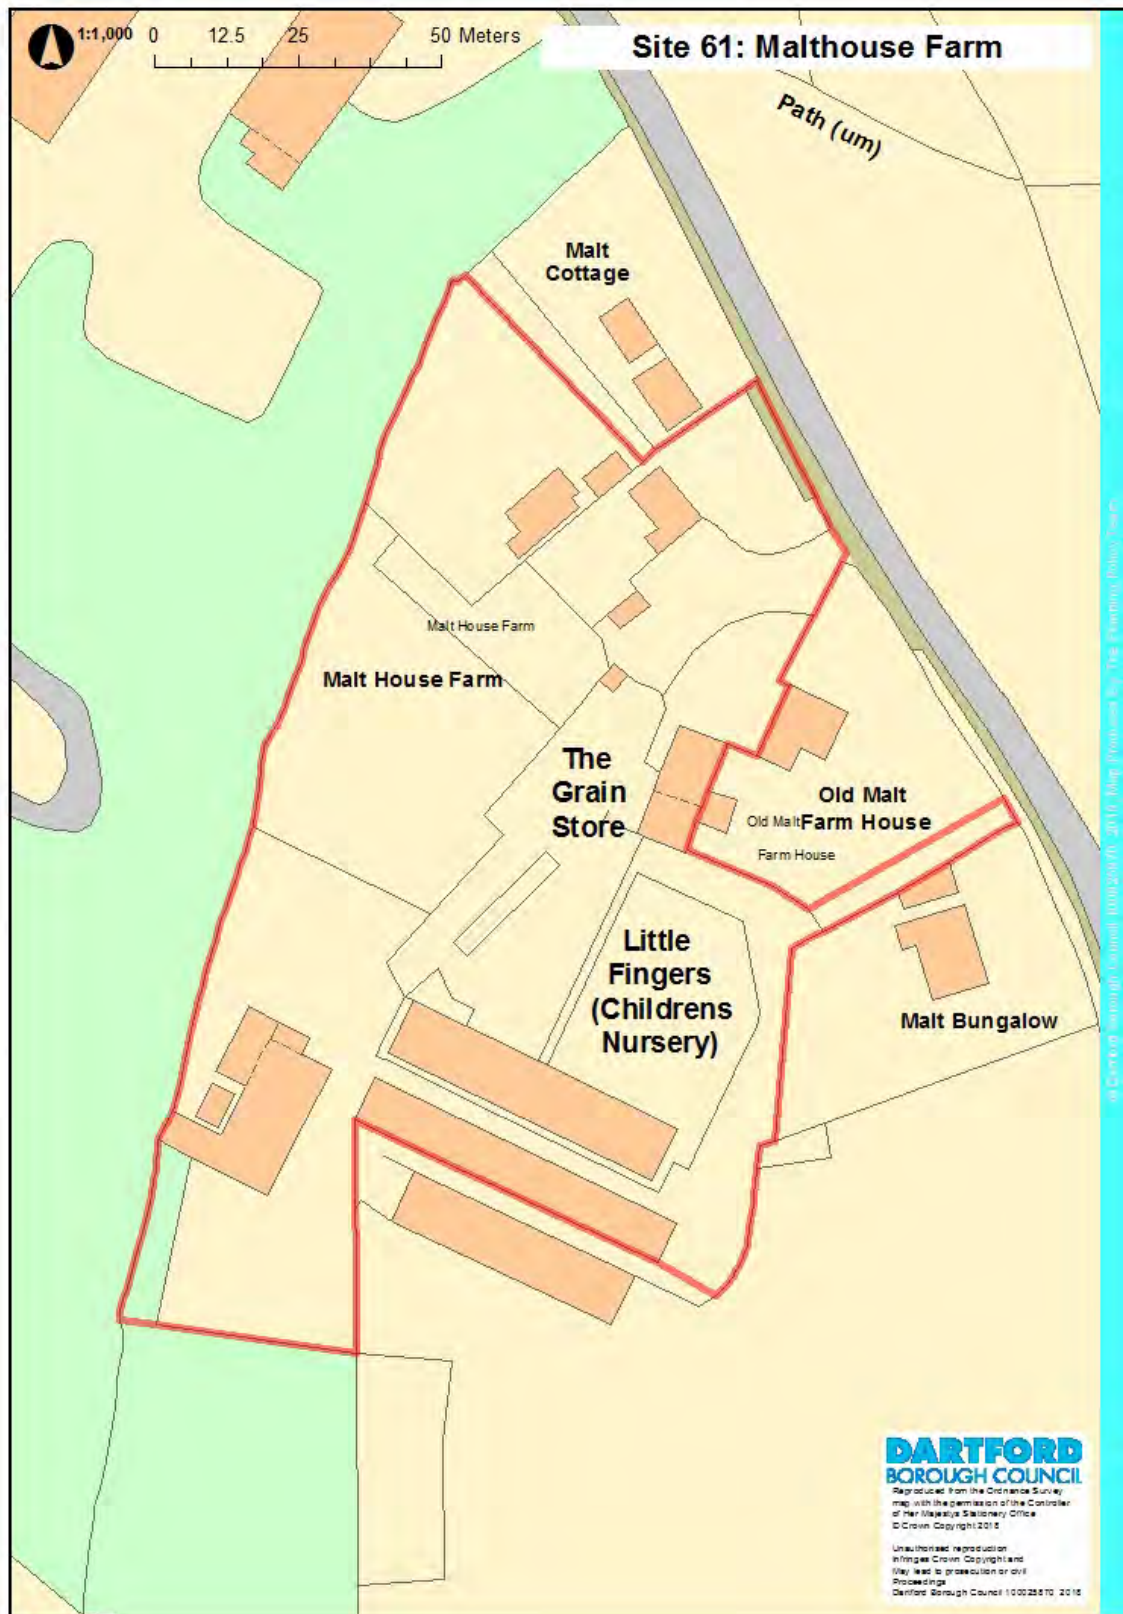 1:1,000 0 12.5 25 50 Meters
Site 61: Malthouse Farm
Path (um)
Malt
Cottage
Malt House Farm
Malt House Farm
The
Grain
Store
Old Malt
Farm House
Old Malt
Farm House
Little
Fingers
(Childrens
Nursery)
Malt Bungalow
DARTFORD
BOROUGH COUNCIL
Reproduced from the Ordnance Survey
map with the permission of the Controller
of Her Majestys Stationery Office
© Crown Copyright 2018
Unauthorised reproduction
Infringes Crown Copyright and
May lead to prosecution or civil
Proceedings
Dartford Borough Council 100025870 2018